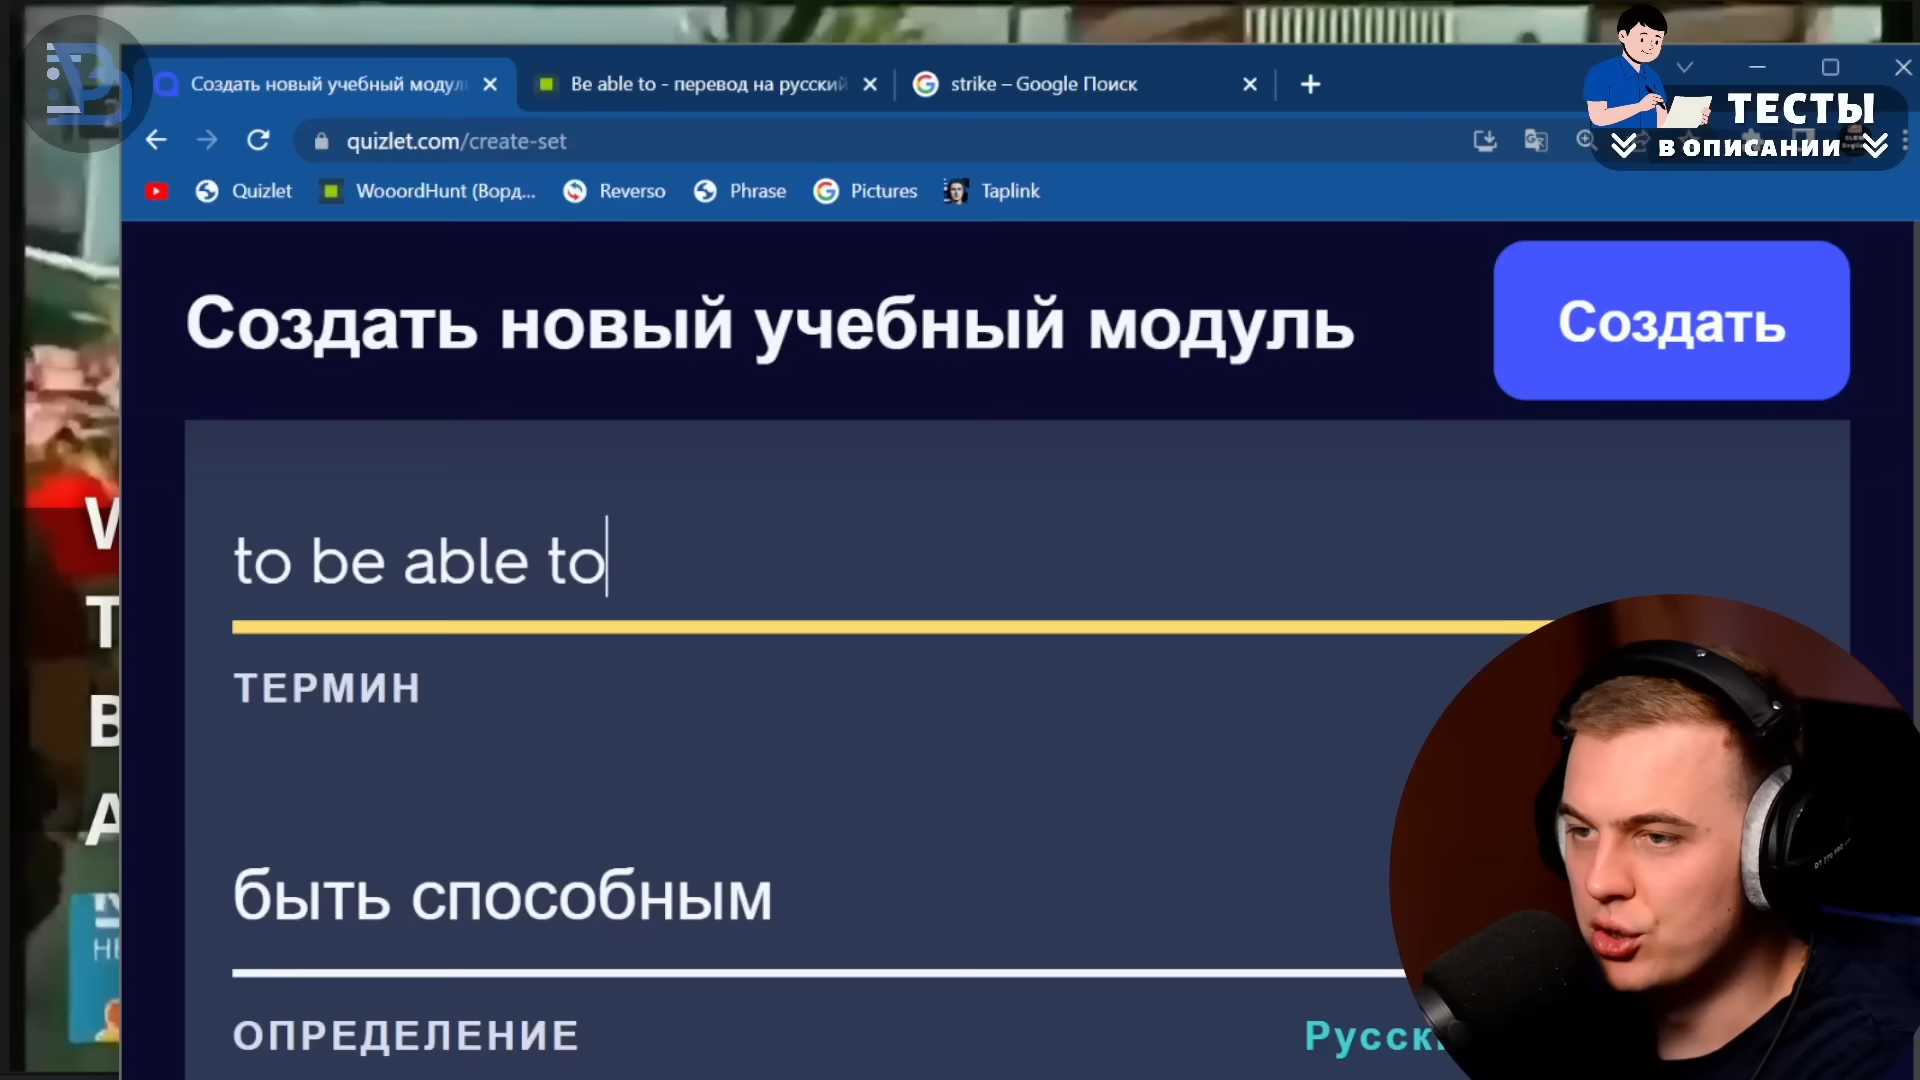 Создать новый учебный модул
Be able to - перевод на русский
strike – Google Поиск
quizlet.com/create-set
ТЕСТЫ
В ОПИСАНИИ
Quizlet
WooordHunt (Ворд...
Reverso
Phrase
Pictures
Taplink
Создать новый учебный модуль
Создать
to be able to
ТЕРМИН
быть способным
ОПРЕДЕЛЕНИЕ